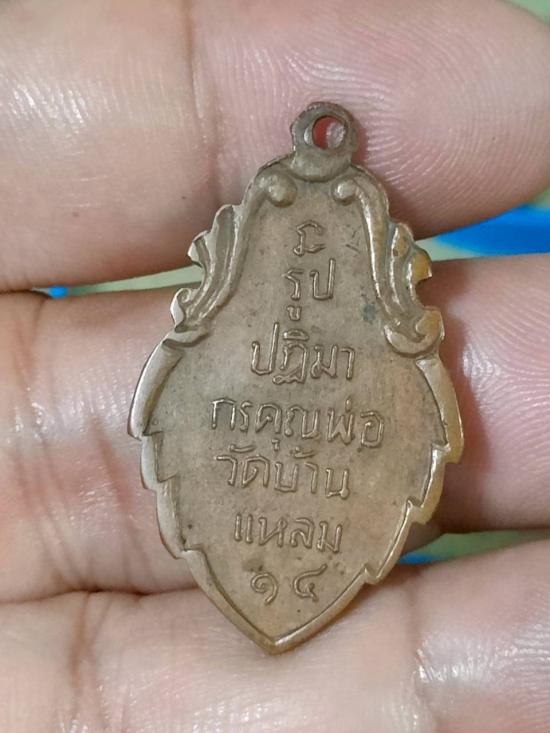 รูป
ปฏิมา
กรคุณพ่อ
วัดบ้าน
แหลม
๑๔